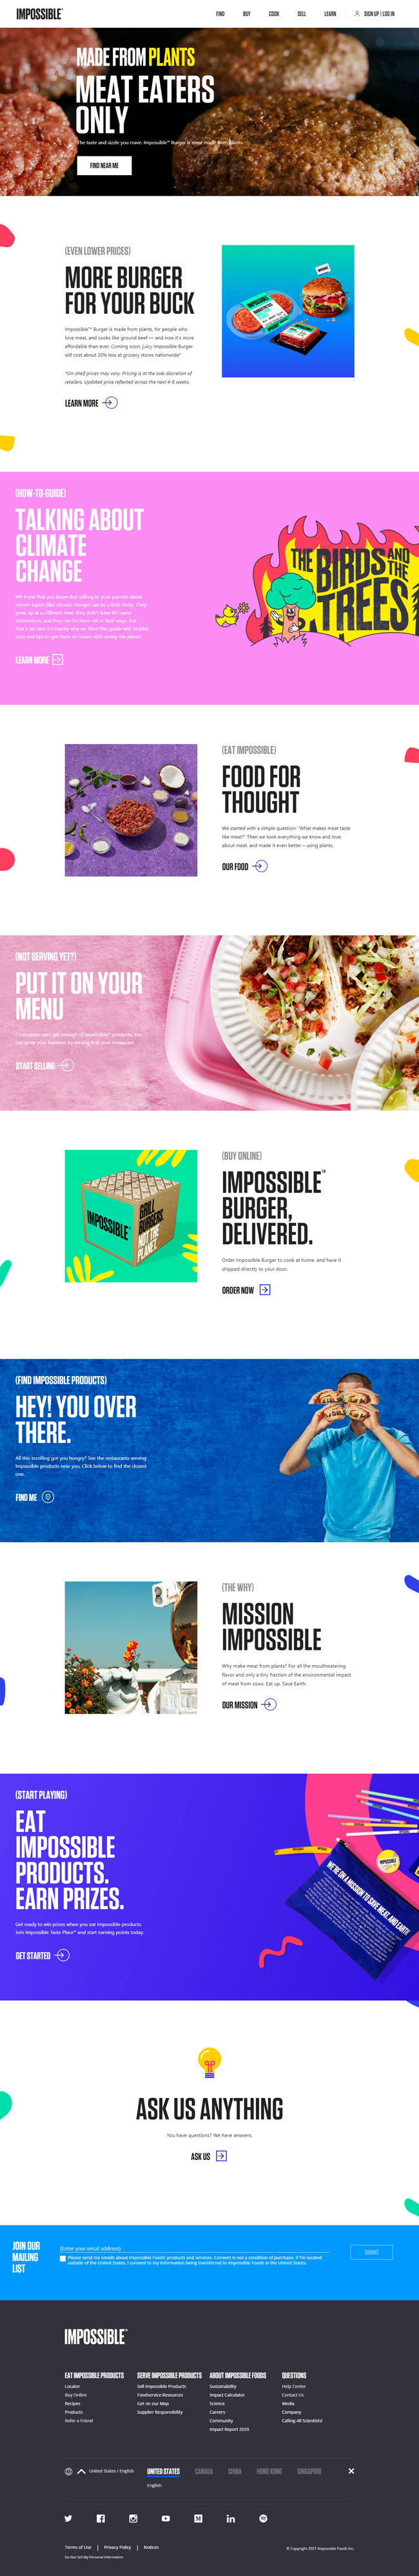 IMPOSSIBLE™
FIND BUY COOK SELL LEARN SIGN UP | LOG IN
MADE FROM PLANTS
MEAT EATERS
ONLY
The taste and sizzle you crave. Impossible™ Burger is meat made from plants.
FIND NEAR ME
(EVEN LOWER PRICES)
MORE BURGER
FOR YOUR BUCK
Impossible™ Burger is made from plants, for people who
love meat, and cooks like ground beef — and now it's more
affordable than ever. Coming soon, juicy Impossible Burger
will cost about 20% less at grocery stores nationwide*
*On-shelf prices may vary. Pricing is at the sole discretion of
retailers. Updated price reflected across the next 4-6 weeks.
LEARN MORE
(HOW-TO-GUIDE)
TALKING ABOUT
CLIMATE
CHANGE
We know that you know that talking to your parents about
certain topics (like climate change) can be a little tricky. They
grew up at a different time, they didn't have the same
information, and they can be more set in their ways. But
that's ok! And it's exactly why we filled this guide with helpful
data and tips to get them on board with saving the planet.
LEARN MORE
THE BIRDS AND THE
TREES
(EAT IMPOSSIBLE)
FOOD FOR
THOUGHT
We started with a simple question: "What makes meat taste
like meat?" Then we took everything we know and love
about meat, and made it even better – using plants.
OUR FOOD
(NOT SERVING YET?)
PUT IT ON YOUR
MENU
Customers can't get enough of Impossible™ products. You
can grow your business by serving it at your restaurant.
START SELLING
IMPOSSIBLE
GRILL
BURGERS
NOT THE
PLANET
(BUY ONLINE)
IMPOSSIBLE™
BURGER,
DELIVERED.
Order Impossible Burger to cook at home, and have it
shipped directly to your door.
ORDER NOW
(FIND IMPOSSIBLE PRODUCTS)
HEY! YOU OVER
THERE.
All this scrolling got you hungry? See the restaurants serving
Impossible products near you. Click below to find the closest
one.
FIND ME
(THE WHY)
MISSION
IMPOSSIBLE
Why make meat from plants? For all the mouthwatering
flavor and only a tiny fraction of the environmental impact
of meat from cows. Eat up. Save Earth.
OUR MISSION
(START PLAYING)
EAT
IMPOSSIBLE
PRODUCTS.
EARN PRIZES.
Get ready to win prizes when you eat Impossible products.
Join Impossible Taste Place™ and start earning points today.
GET STARTED
IMPOSSIBLE
WE'RE ON A MISSION TO SAVE MEAT. AND EARTH.
ASK US ANYTHING
You have questions? We have answers.
ASK US
JOIN OUR
MAILING
LIST
(Enter your email address)
Please send me emails about Impossible Foods' products and services. Consent is not a condition of purchase. If I'm located
outside of the United States, I consent to my information being transferred to Impossible Foods in the United States.
SUBMIT
IMPOSSIBLE™
EAT IMPOSSIBLE PRODUCTS
Locator
Buy Online
Recipes
Products
Refer a Friend
SERVE IMPOSSIBLE PRODUCTS
Sell Impossible Products
Foodservice Resources
Get on our Map
Supplier Responsibility
ABOUT IMPOSSIBLE FOODS
Sustainability
Impact Calculator
Science
Careers
Community
Impact Report 2020
QUESTIONS
Help Center
Contact Us
Media
Company
Calling All Scientists!
United States / English
UNITED STATES CANADA CHINA HONG KONG SINGAPORE
English
Terms of Use | Privacy Policy | Notices
© Copyright 2021 Impossible Foods Inc.
Do Not Sell My Personal Information